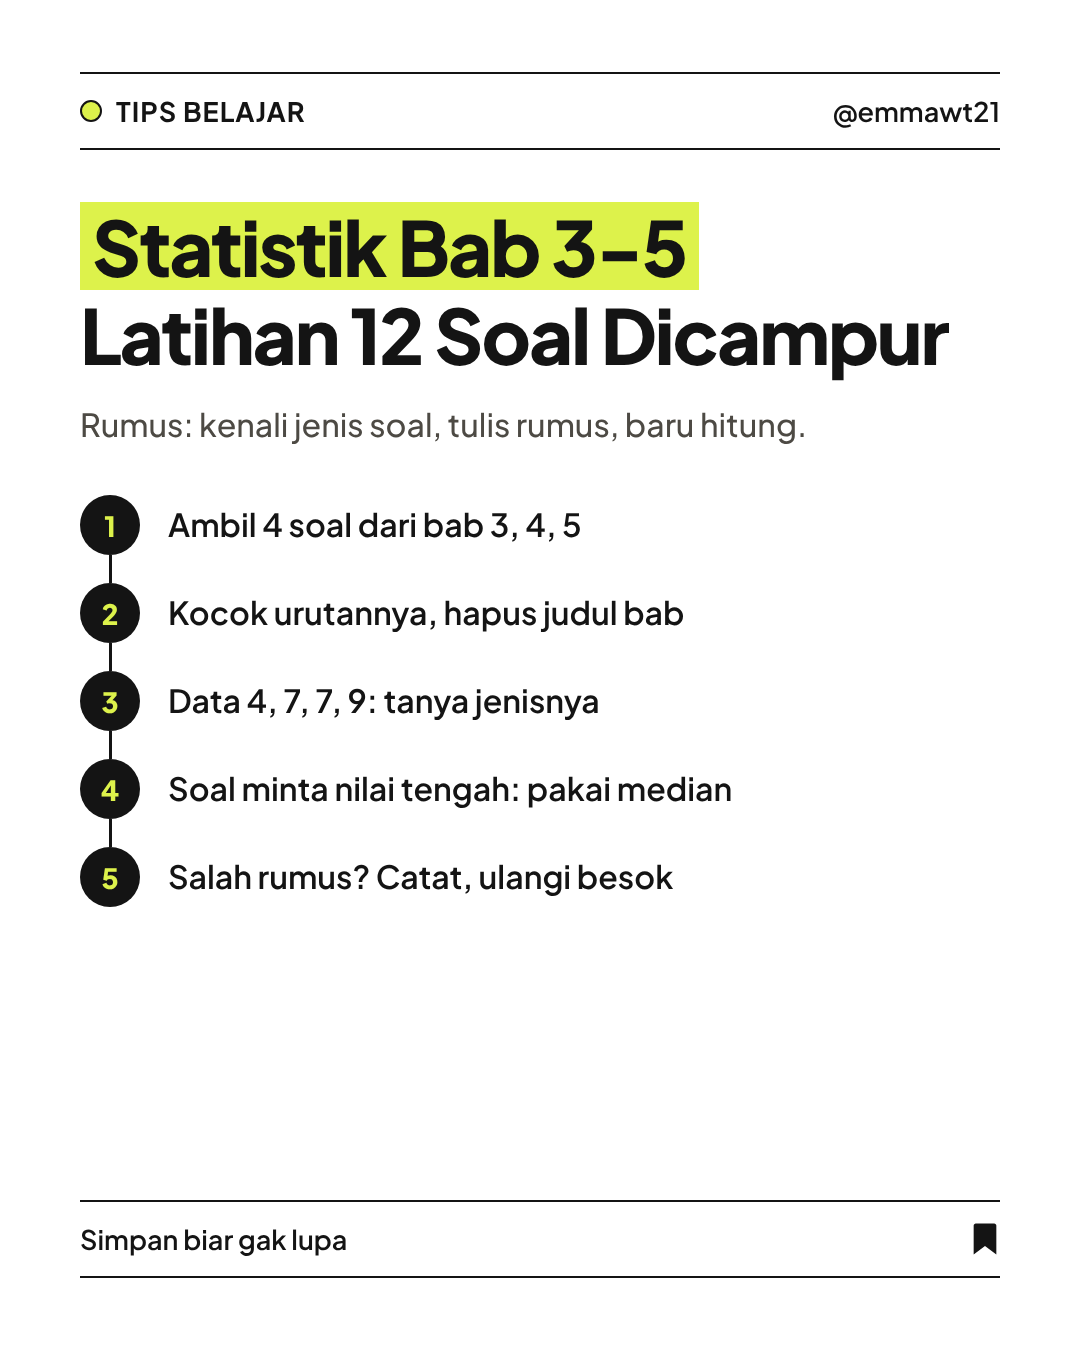 TIPS BELAJAR
@emmawt21
Statistik Bab 3–5
Latihan 12 Soal Dicampur
Rumus: kenali jenis soal, tulis rumus, baru hitung.
1 Ambil 4 soal dari bab 3, 4, 5
2 Kocok urutannya, hapus judul bab
3 Data 4, 7, 7, 9: tanya jenisnya
4 Soal minta nilai tengah: pakai median
5 Salah rumus? Catat, ulangi besok
Simpan biar gak lupa